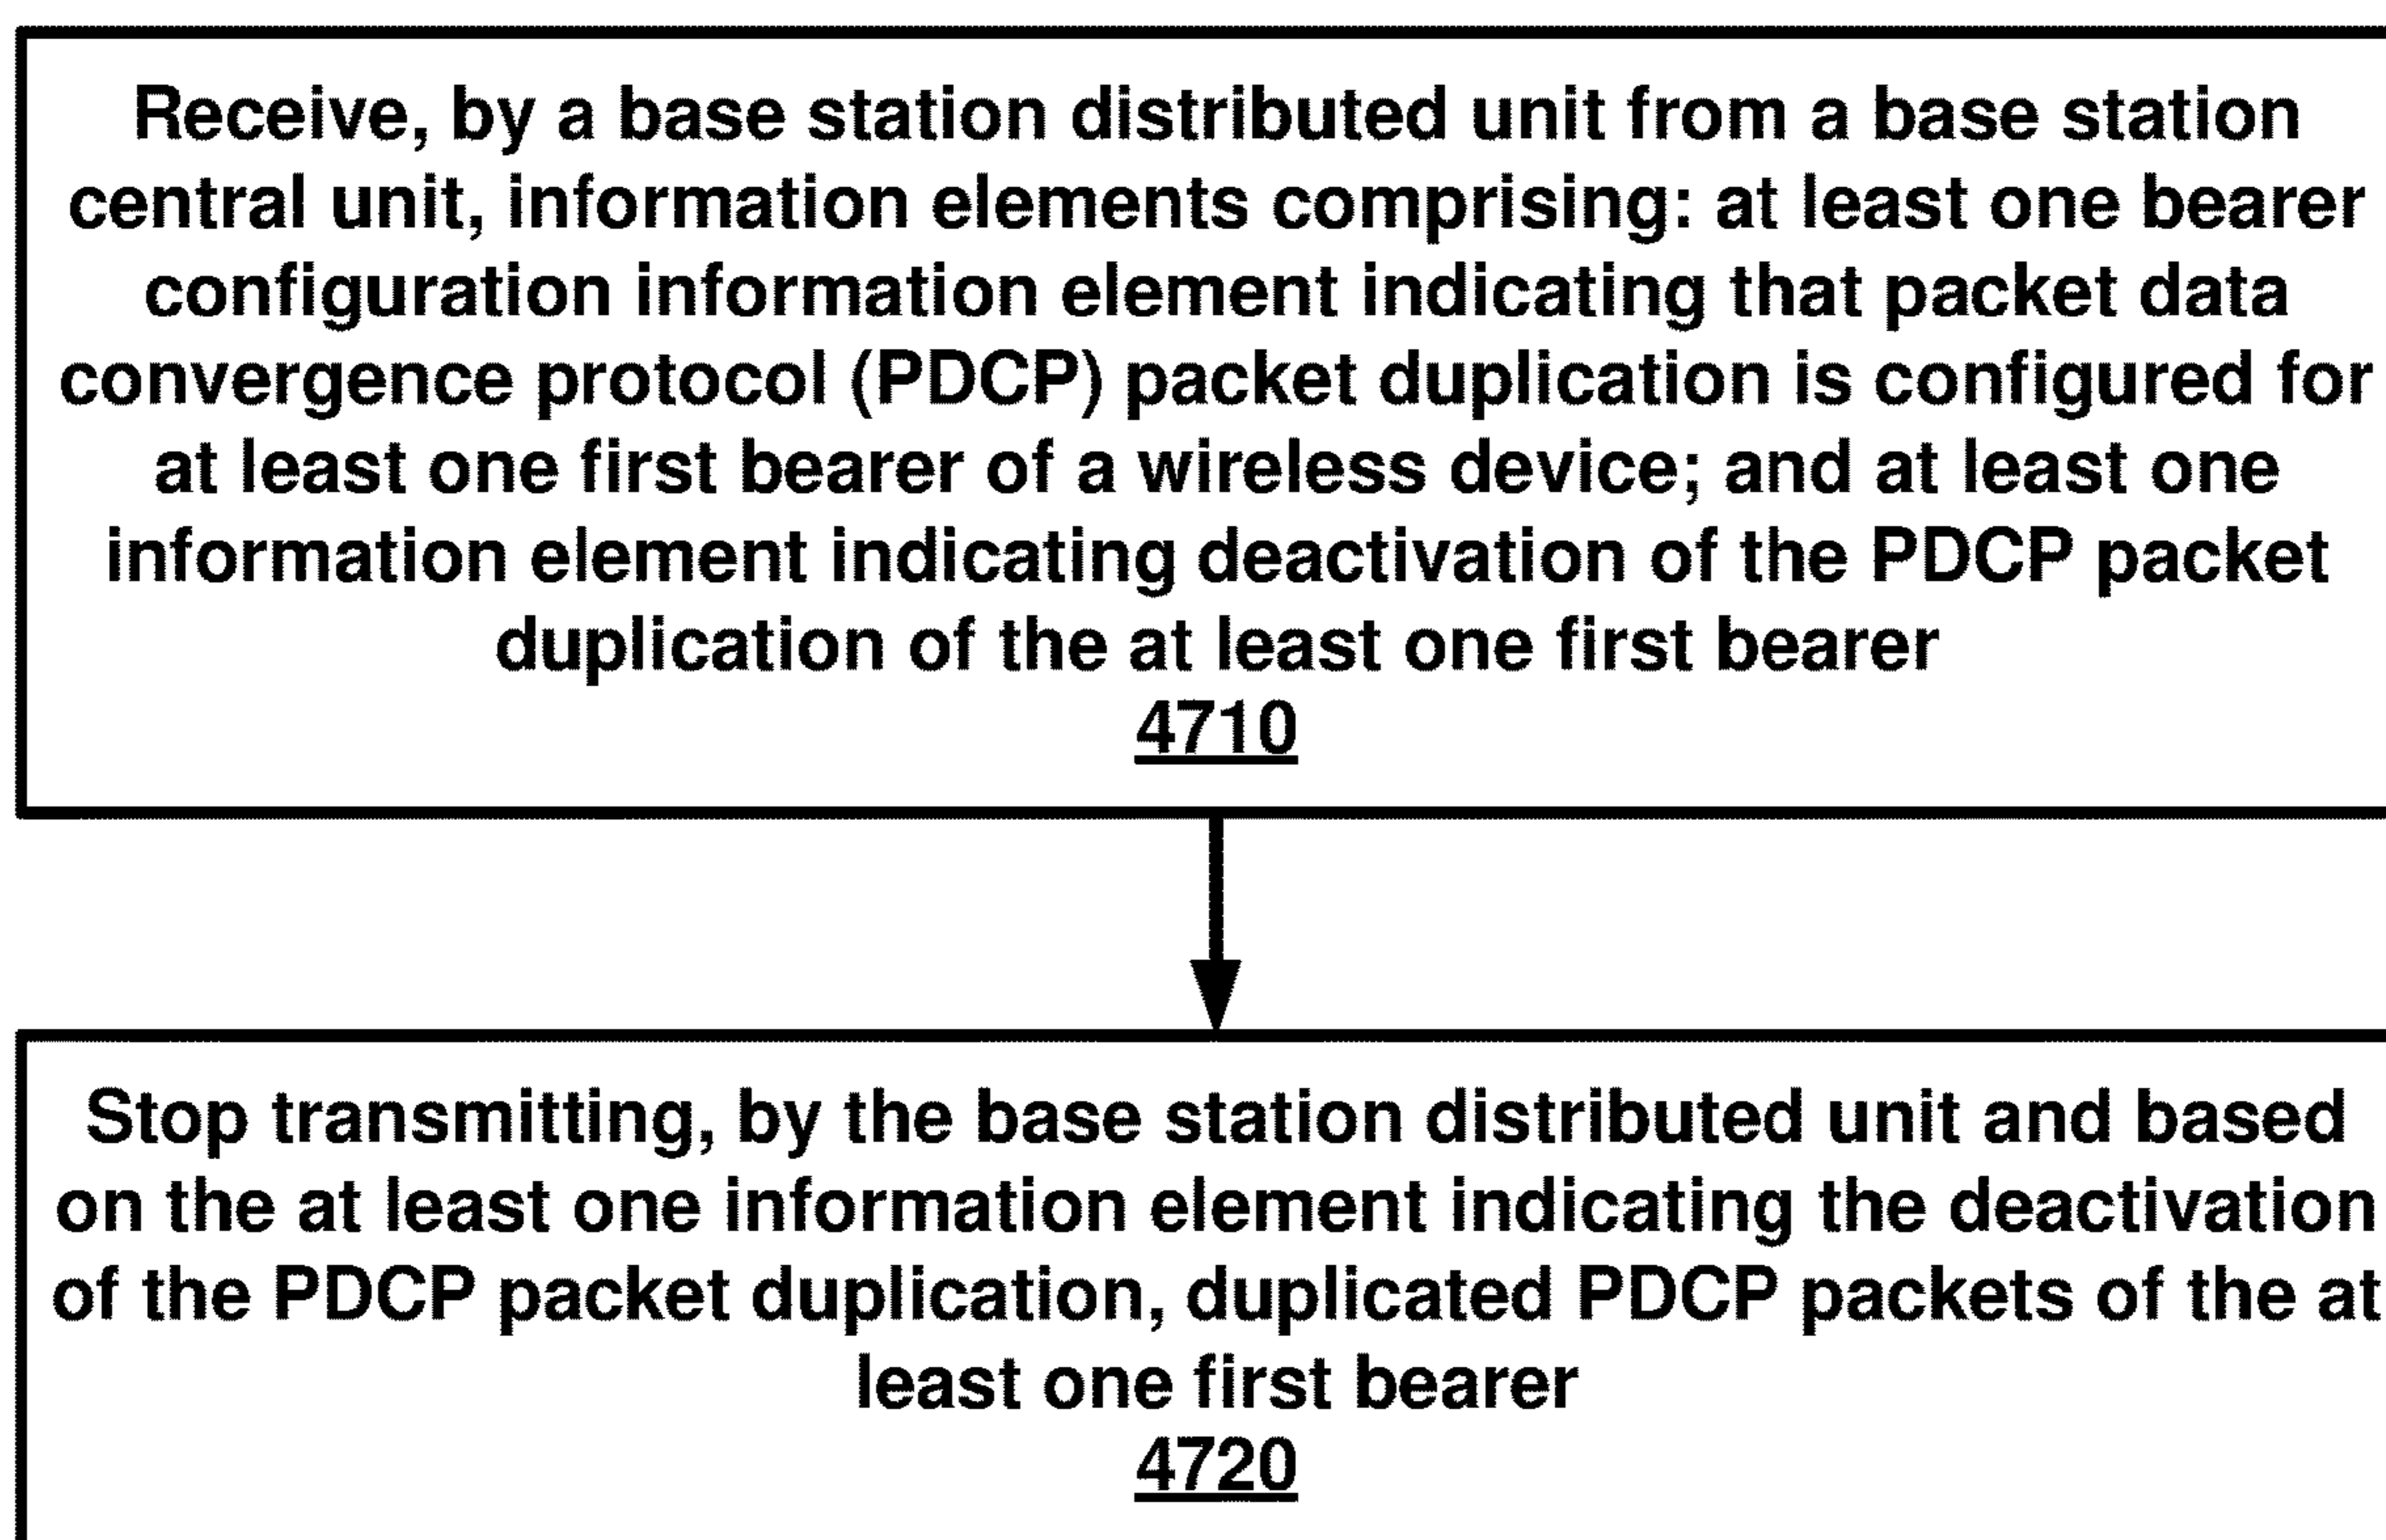 Receive, by a base station distributed unit from a base station
central unit, information elements comprising: at least one bearer
configuration information element indicating that packet data
convergence protocol (PDCP) packet duplication is configured for
at least one first bearer of a wireless device; and at least one
information element indicating deactivation of the PDCP packet
duplication of the at least one first bearer
4710
Stop transmitting, by the base station distributed unit and based
on the at least one information element indicating the deactivation
of the PDCP packet duplication, duplicated PDCP packets of the at
least one first bearer
4720